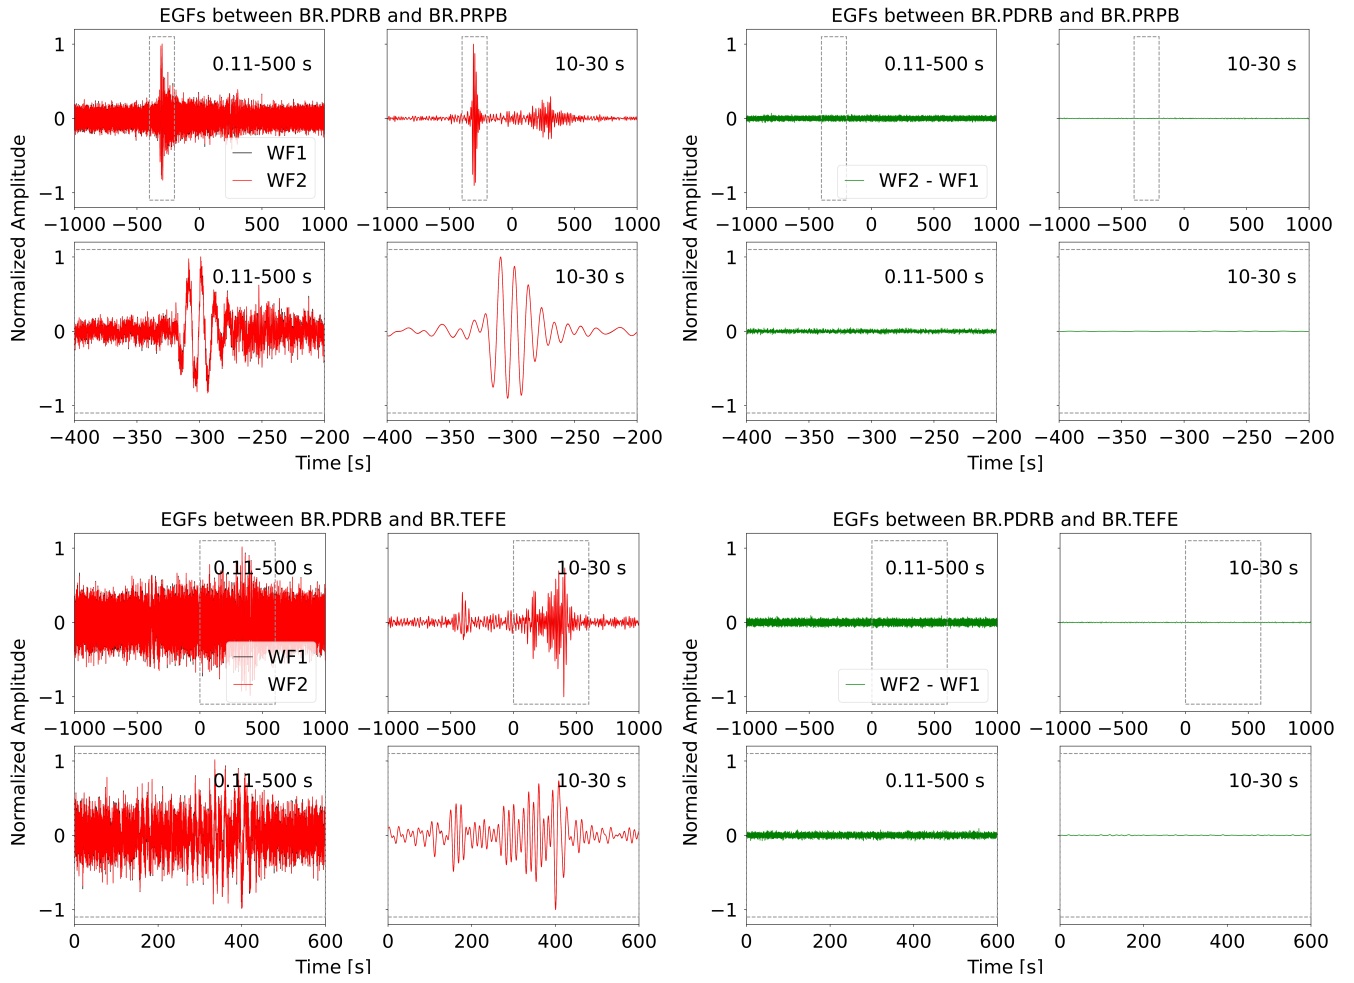 EGFs between BR.PDRB and BR.PRPB
EGFs between BR.PDRB and BR.PRPB
Normalized Amplitude
1
0
−1
0.11-500 s
WF1
WF2
−1000 −500 0 500 1000
10-30 s
−1000 −500 0 500 1000
1
0
−1
0.11-500 s
−400 −350 −300 −250 −200
10-30 s
−400 −350 −300 −250 −200
Time [s]
Normalized Amplitude
1
0
−1
0.11-500 s
WF2 - WF1
−1000 −500 0 500 1000
10-30 s
−1000 −500 0 500 1000
1
0
−1
0.11-500 s
−400 −350 −300 −250 −200
10-30 s
−400 −350 −300 −250 −200
Time [s]
EGFs between BR.PDRB and BR.TEFE
EGFs between BR.PDRB and BR.TEFE
Normalized Amplitude
1
0
−1
0.11-500 s
WF1
WF2
−1000 −500 0 500 1000
10-30 s
−1000 −500 0 500 1000
1
0
−1
0.11-500 s
0 200 400 600
10-30 s
0 200 400 600
Time [s]
Normalized Amplitude
1
0
−1
0.11-500 s
WF2 - WF1
−1000 −500 0 500 1000
10-30 s
−1000 −500 0 500 1000
1
0
−1
0.11-500 s
0 200 400 600
10-30 s
0 200 400 600
Time [s]